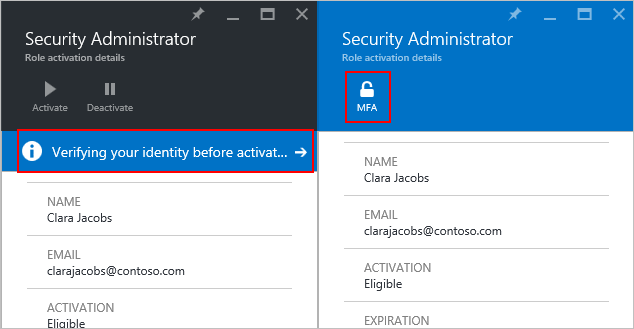 Security Administrator
Role activation details
Activate Deactivate
Verifying your identity before activat...
NAME
Clara Jacobs
EMAIL
clarajacobs@contoso.com
ACTIVATION
Eligible
Security Administrator
Role activation details
MFA
NAME
Clara Jacobs
EMAIL
clarajacobs@contoso.com
ACTIVATION
Eligible
EXPIRATION